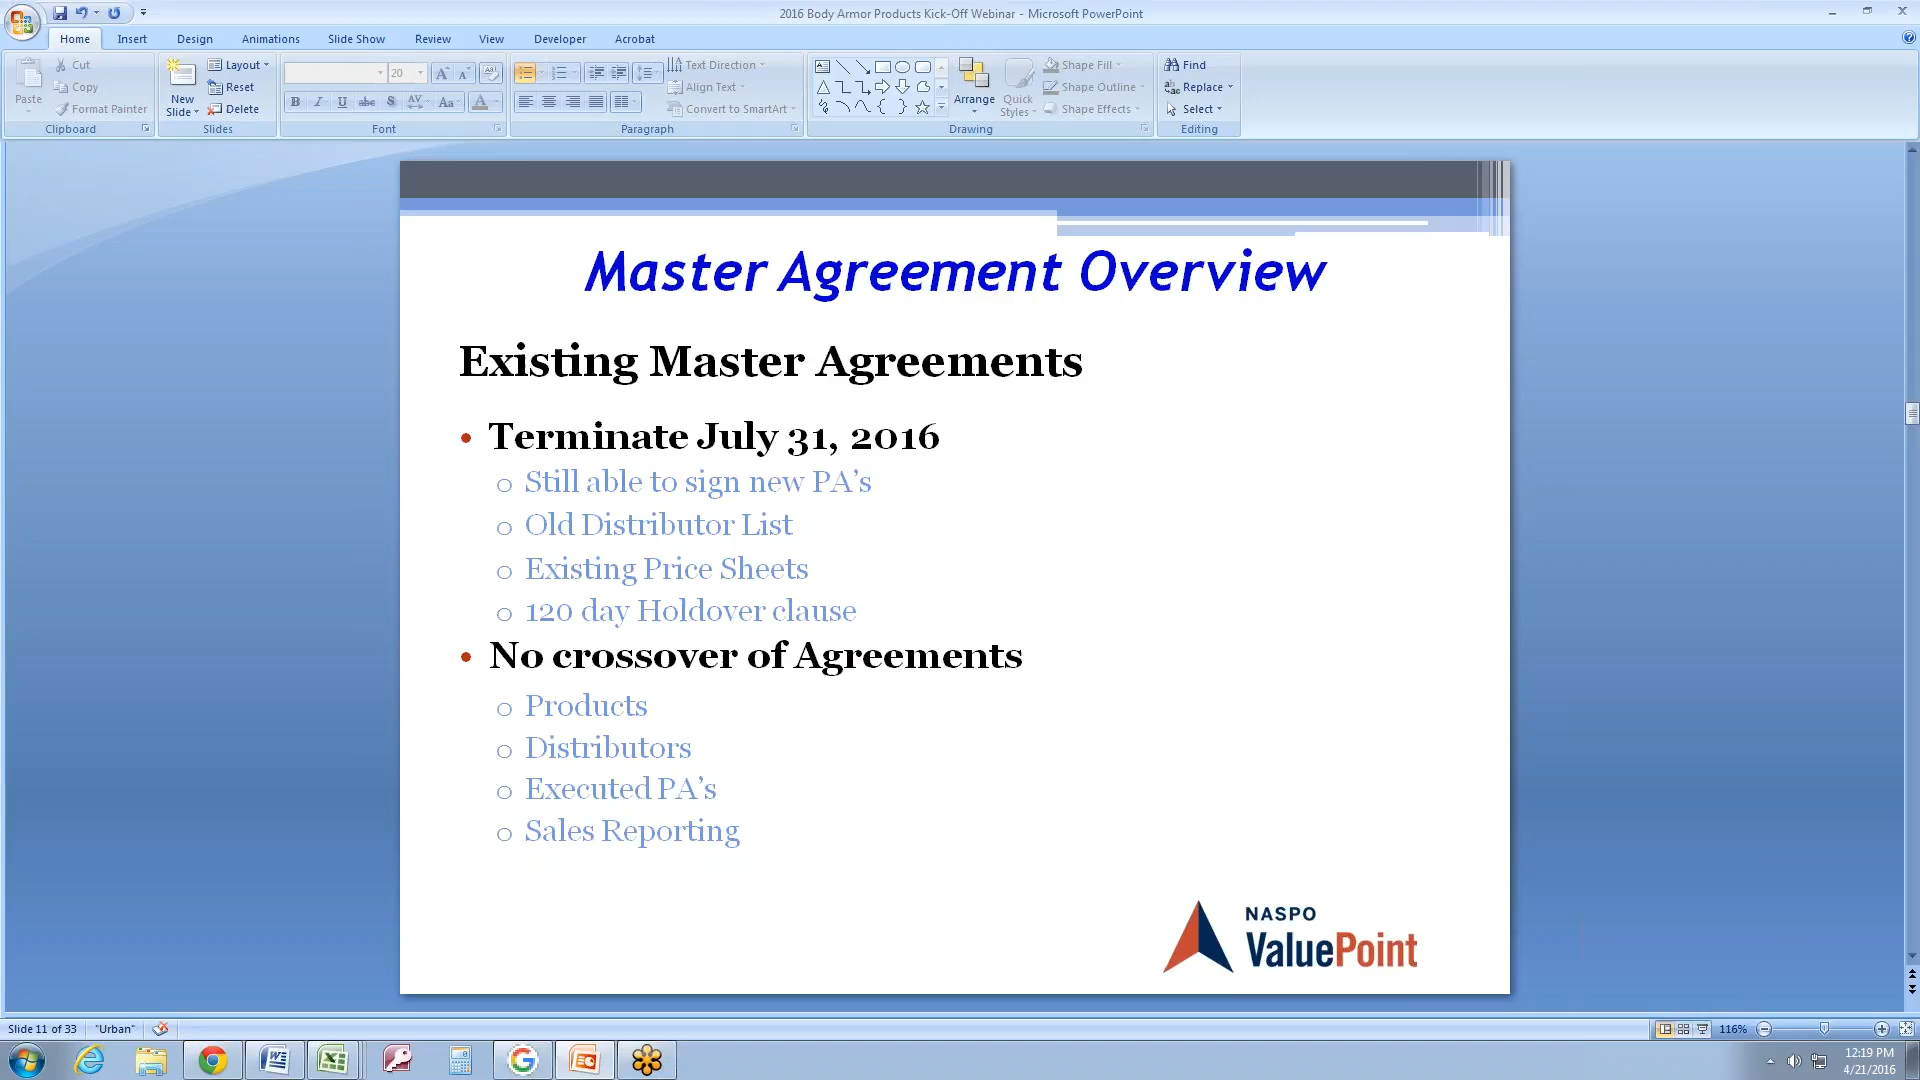 2016 Body Armor Products Kick-Off Webinar - Microsoft PowerPoint
Home Insert Design Animations Slide Show Review View Developer Acrobat
Paste
Cut
Copy
Format Painter
Clipboard
New Slide
Layout
Reset
Delete
Slides
20
Font
Text Direction
Align Text
Convert to SmartArt
Paragraph
Arrange
Quick Styles
Shape Fill
Shape Outline
Shape Effects
Drawing
Find
Replace
Select
Editing
Master Agreement Overview
Existing Master Agreements
• Terminate July 31, 2016
o Still able to sign new PA's
o Old Distributor List
o Existing Price Sheets
o 120 day Holdover clause
• No crossover of Agreements
o Products
o Distributors
o Executed PA's
o Sales Reporting
NASPO
ValuePoint
Slide 11 of 33 "Urban" 116%
12:19 PM
4/21/2016